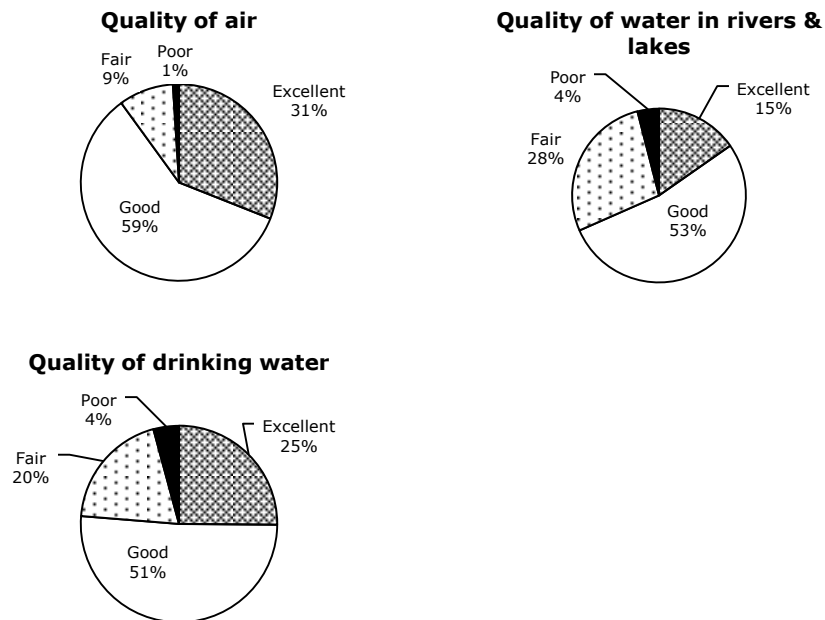 Quality of air
Poor
1%
Fair
9%
Excellent
31%
Good
59%
Quality of water in rivers &
lakes
Poor
4%
Excellent
15%
Fair
28%
Good
53%
Quality of drinking water
Poor
4%
Excellent
25%
Fair
20%
Good
51%